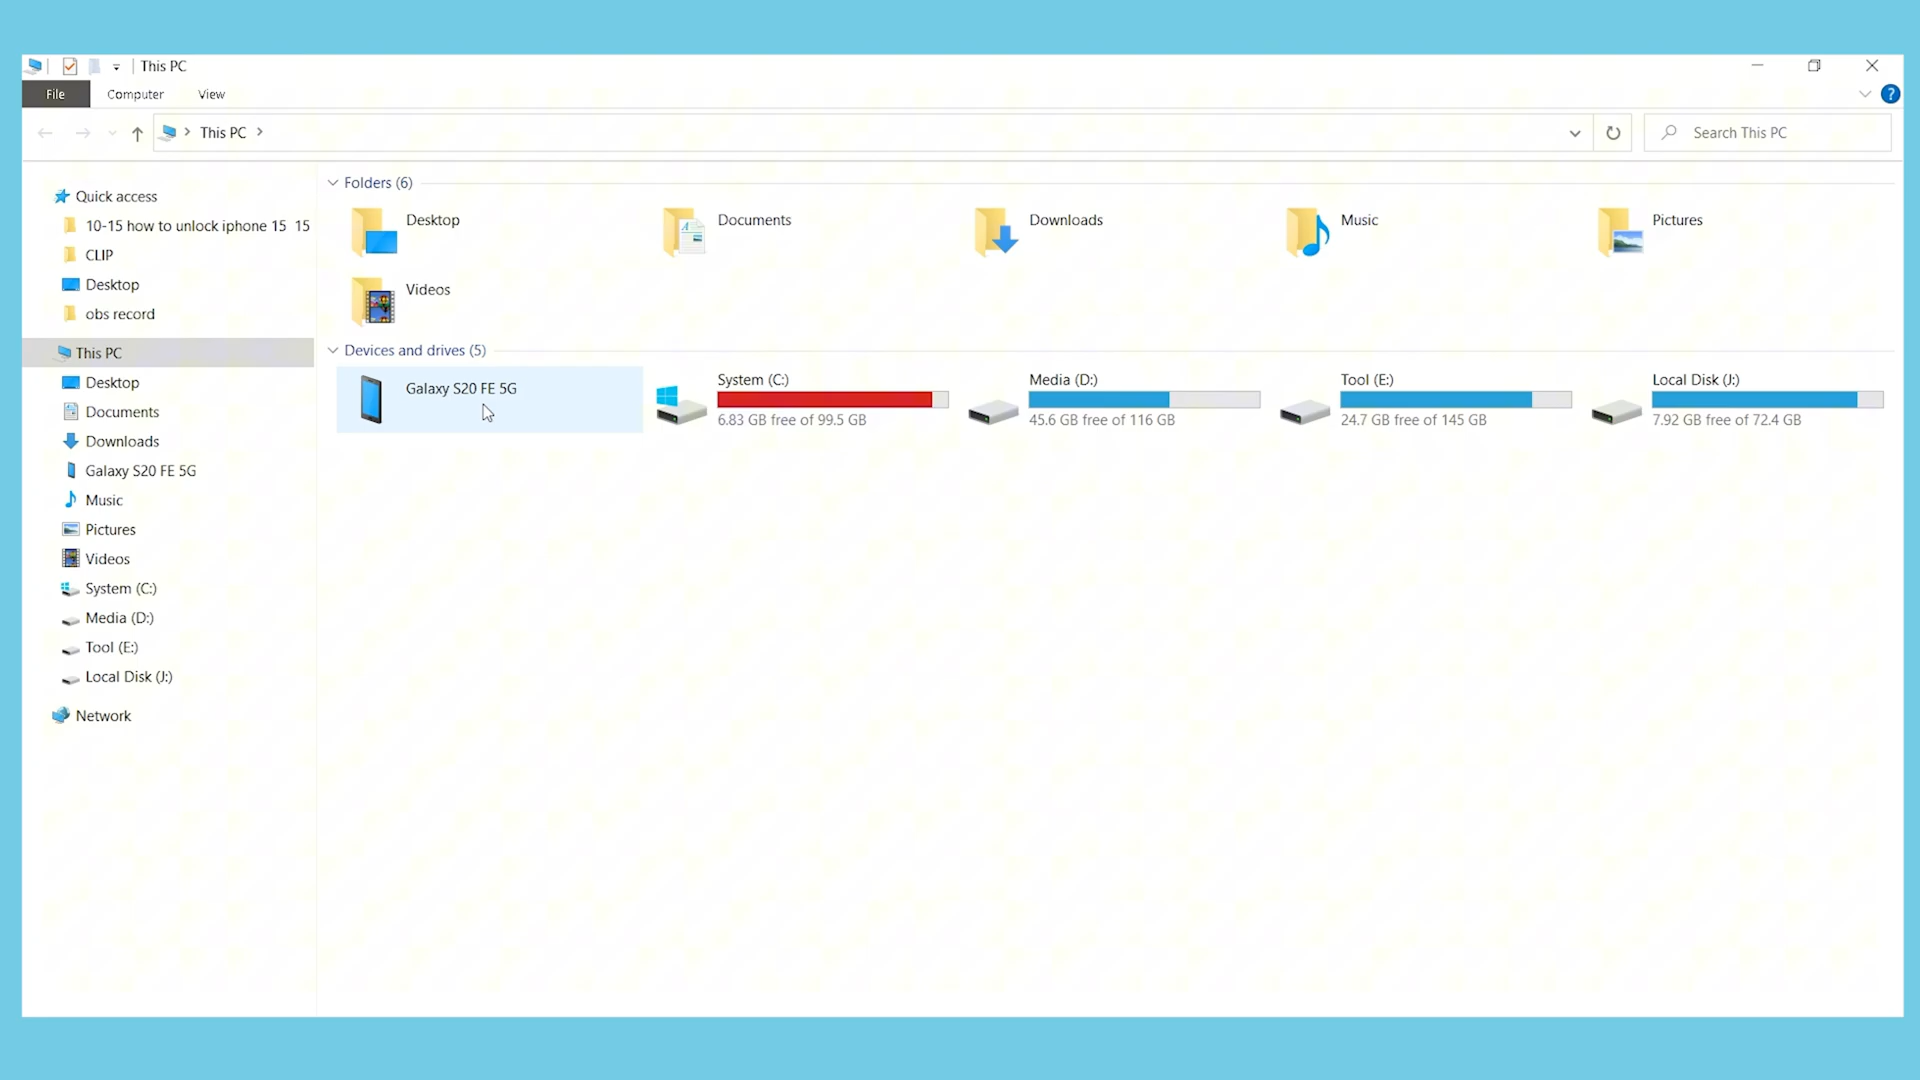 This PC
File Computer View
?
This PC
Search This PC
Quick access
10-15 how to unlock iphone 15 15
CLIP
Desktop
obs record
This PC
Desktop
Documents
Downloads
Galaxy S20 FE 5G
Music
Pictures
Videos
System (C:)
Media (D:)
Tool (E:)
Local Disk (J:)
Network
Folders (6)
Desktop
Documents
Downloads
Music
Pictures
Videos
Devices and drives (5)
Galaxy S20 FE 5G
System (C:)
6.83 GB free of 99.5 GB
Media (D:)
45.6 GB free of 116 GB
Tool (E:)
24.7 GB free of 145 GB
Local Disk (J:)
7.92 GB free of 72.4 GB